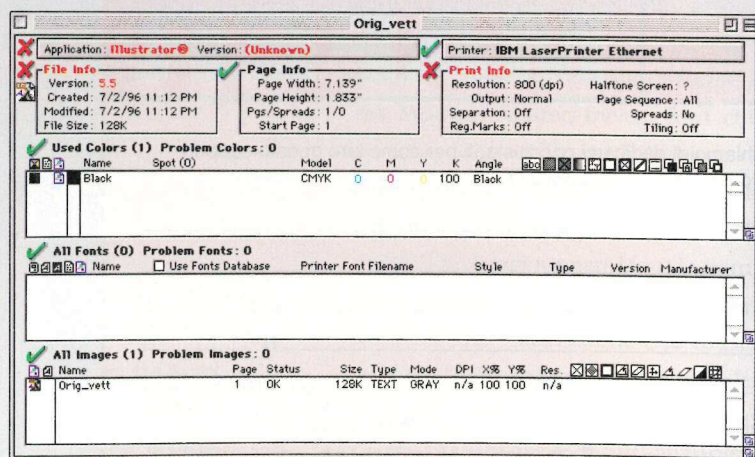 Orig_vett
Application: Illustrator® Version: (Unknown)
Printer: IBM LaserPrinter Ethernet
File Info
Version: 5.5
Created: 7/2/96 11:12 PM
Modified: 7/2/96 11:12 PM
File Size: 128K
Page Info
Page Width: 7.139"
Page Height: 1.833"
Pgs/Spreads: 1/0
Start Page: 1
Print Info
Resolution: 800 (dpi) Halftone Screen: ?
Output: Normal Page Sequence: All
Separation: Off Spreads: No
Reg.Marks: Off Tiling: Off
Used Colors (1) Problem Colors: 0
Name Spot (0) Model C M Y K Angle abc
Black CMYK 0 0 0 100 Black
All Fonts (0) Problem Fonts: 0
Name Use Fonts Database Printer Font Filename Style Type Version Manufacturer
All Images (1) Problem Images: 0
Name Page Status Size Type Mode DPI X% Y% Res.
Orig_vett 1 OK 128K TEXT GRAY n/a 100 100 n/a